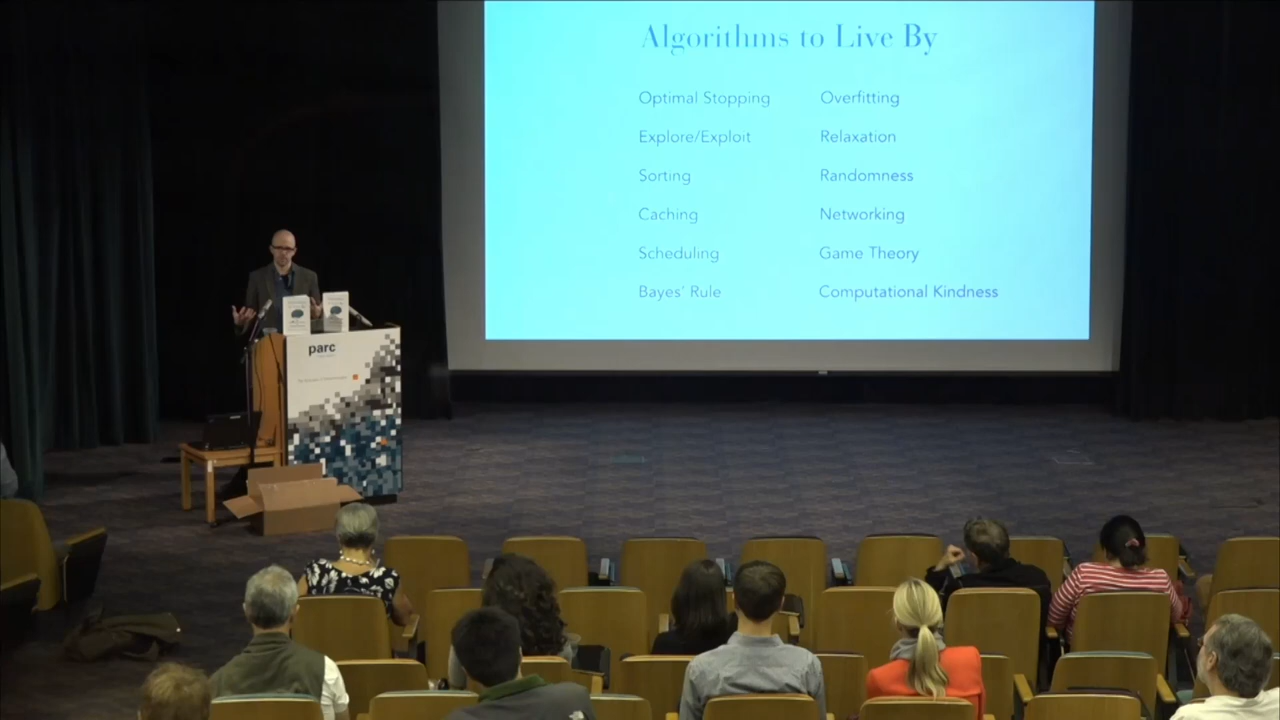 Algorithms to Live By
Optimal Stopping
Explore/Exploit
Sorting
Caching
Scheduling
Bayes' Rule
Overfitting
Relaxation
Randomness
Networking
Game Theory
Computational Kindness
parc